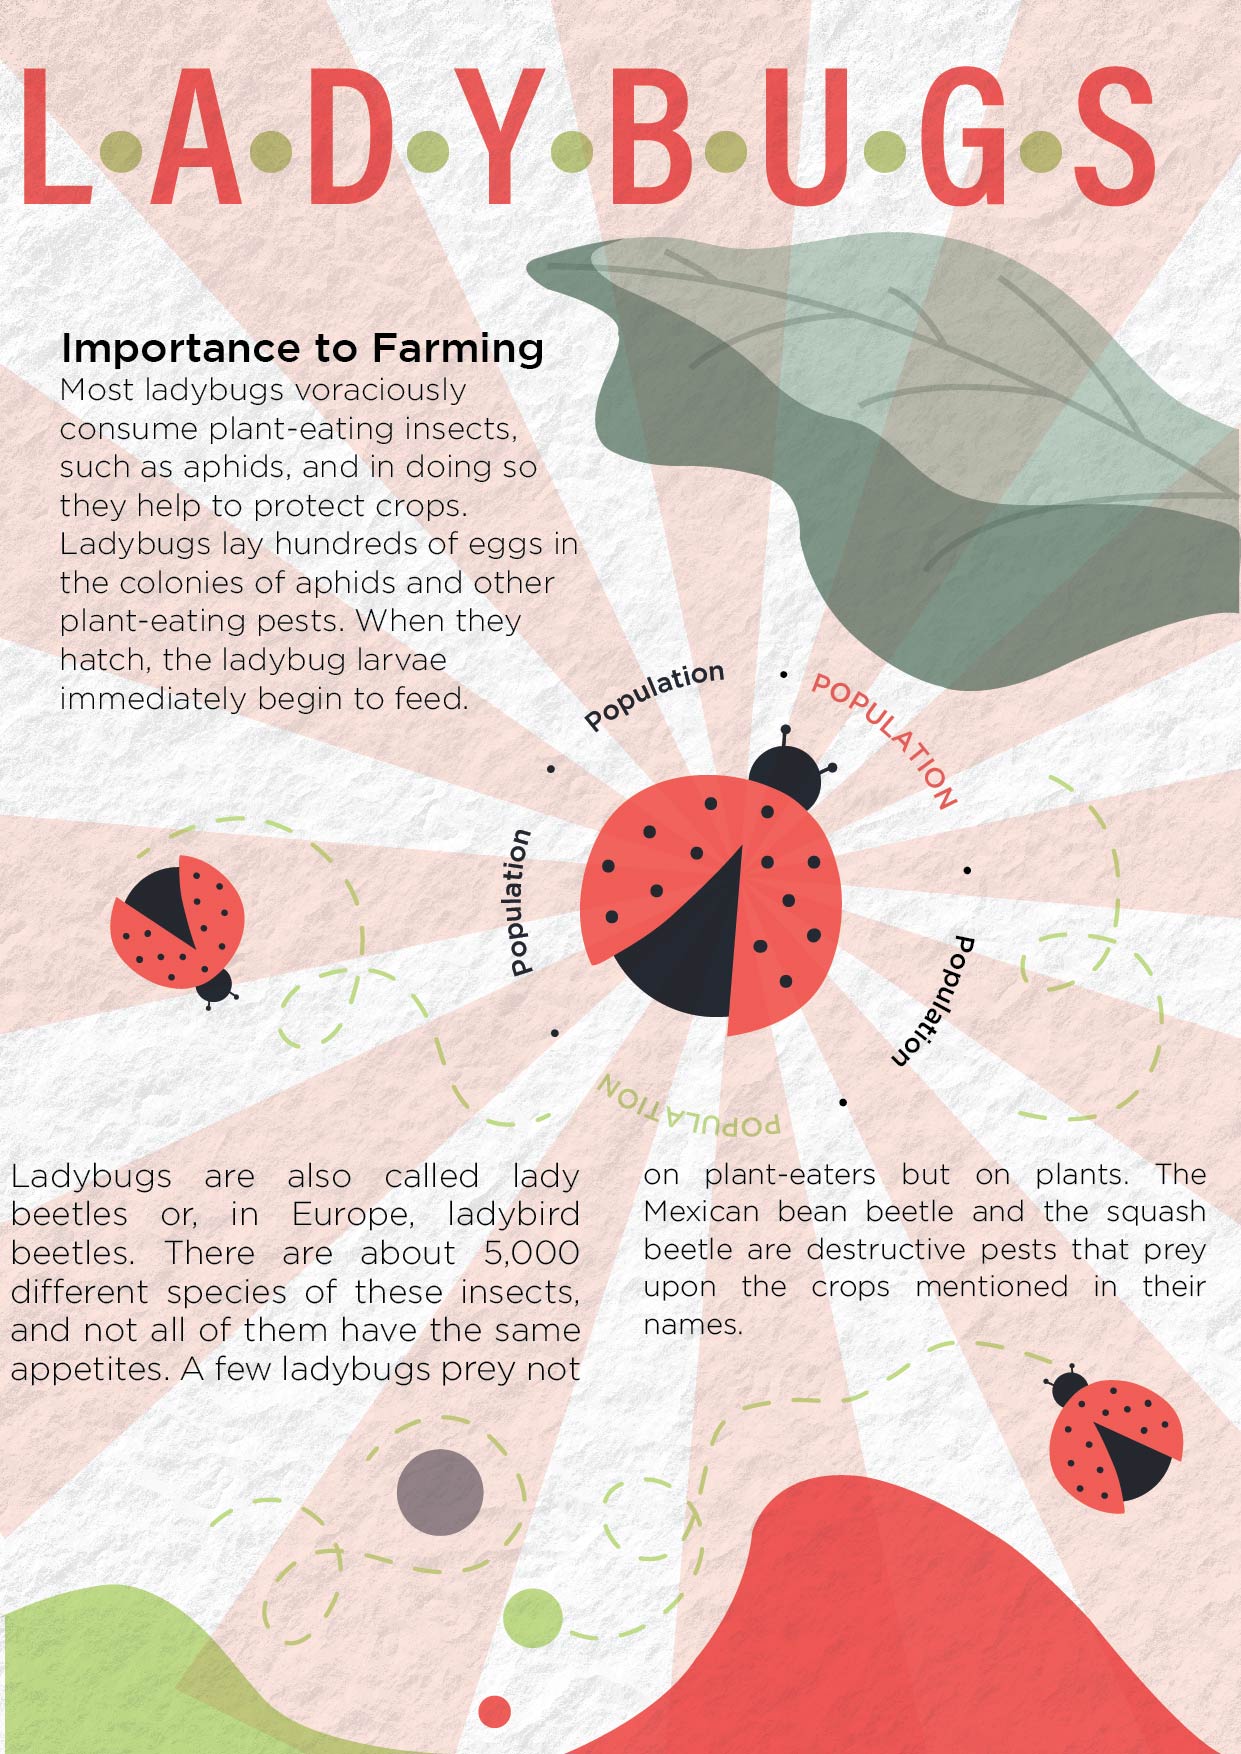 L•A•D•Y•B•U•G•S
Importance to Farming
Most ladybugs voraciously
consume plant-eating insects,
such as aphids, and in doing so
they help to protect crops.
Ladybugs lay hundreds of eggs in
the colonies of aphids and other
plant-eating pests. When they
hatch, the ladybug larvae
immediately begin to feed.
Population
POPULATION
Population
POPULATION
Population
Ladybugs are also called lady
beetles or, in Europe, ladybird
beetles. There are about 5,000
different species of these insects,
and not all of them have the same
appetites. A few ladybugs prey not
on plant-eaters but on plants. The
Mexican bean beetle and the squash
beetle are destructive pests that prey
upon the crops mentioned in their
names.